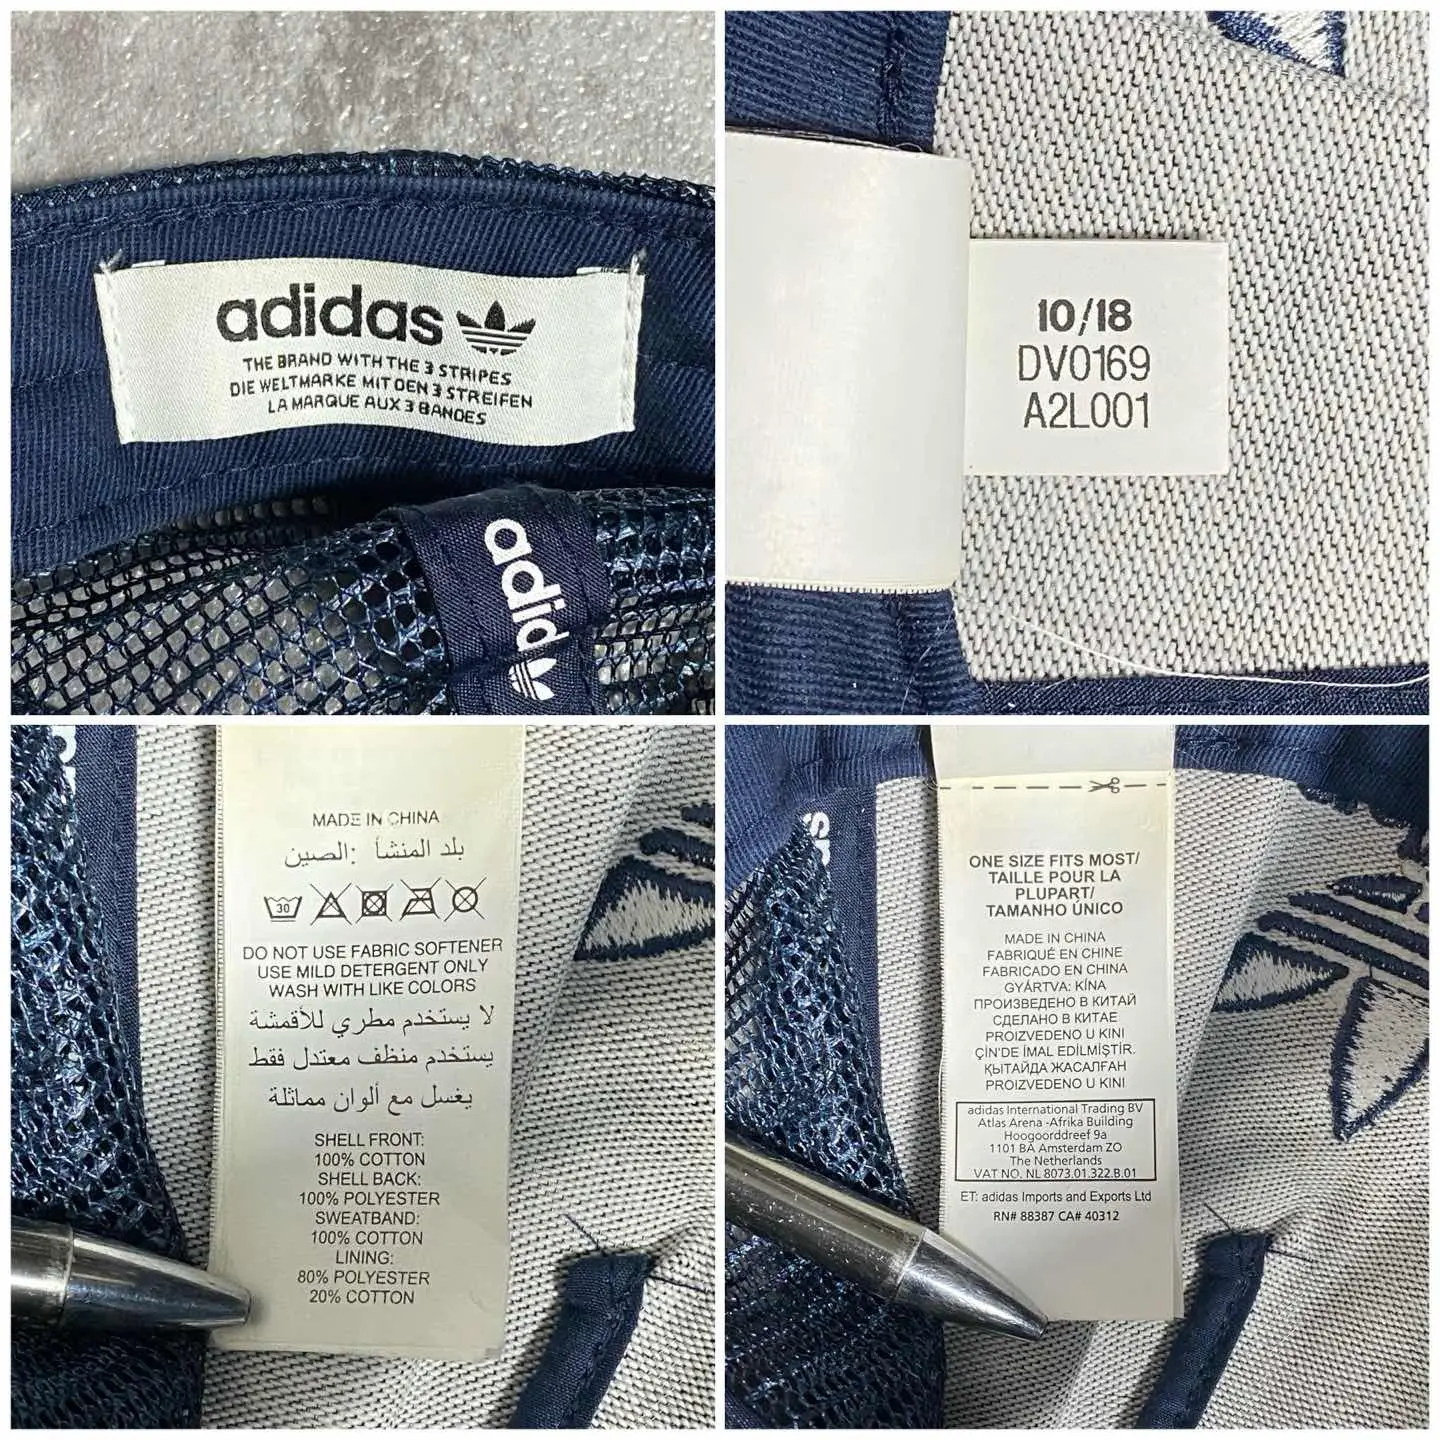 adidas
THE BRAND WITH THE 3 STRIPES
DIE WELTMARKE MIT DEN 3 STREIFEN
LA MARQUE AUX 3 BANDES
adid
10/18
DV0169
A2L001
MADE IN CHINA
بلد المنشأ: الصين
30
DO NOT USE FABRIC SOFTENER
USE MILD DETERGENT ONLY
WASH WITH LIKE COLORS
لا يستخدم مطري للأقمشة
يستخدم منظف معتدل فقط
يغسل مع ألوان مماثلة
SHELL FRONT:
100% COTTON
SHELL BACK:
100% POLYESTER
SWEATBAND:
100% COTTON
LINING:
80% POLYESTER
20% COTTON
ONE SIZE FITS MOST/
TAILLE POUR LA
PLUPART/
TAMANHO ÚNICO
MADE IN CHINA
FABRIQUÉ EN CHINE
FABRICADO EN CHINA
GYÁRTVA: KÍNA
ПРОИЗВЕДЕНО В КИТАЙ
СДЕЛАНО В КИТАЕ
PROIZVEDENO U KINI
ÇİN'DE İMAL EDİLMİŞTİR.
ҚЫТАЙДА ЖАСАЛҒАН
PROIZVEDENO U KINI
adidas International Trading BV
Atlas Arena -Afrika Building
Hoogoorddreef 9a
1101 BA Amsterdam ZO
The Netherlands
VAT NO. NL 8073.01.322.B.01
ET: adidas Imports and Exports Ltd
RN# 88387 CA# 40312